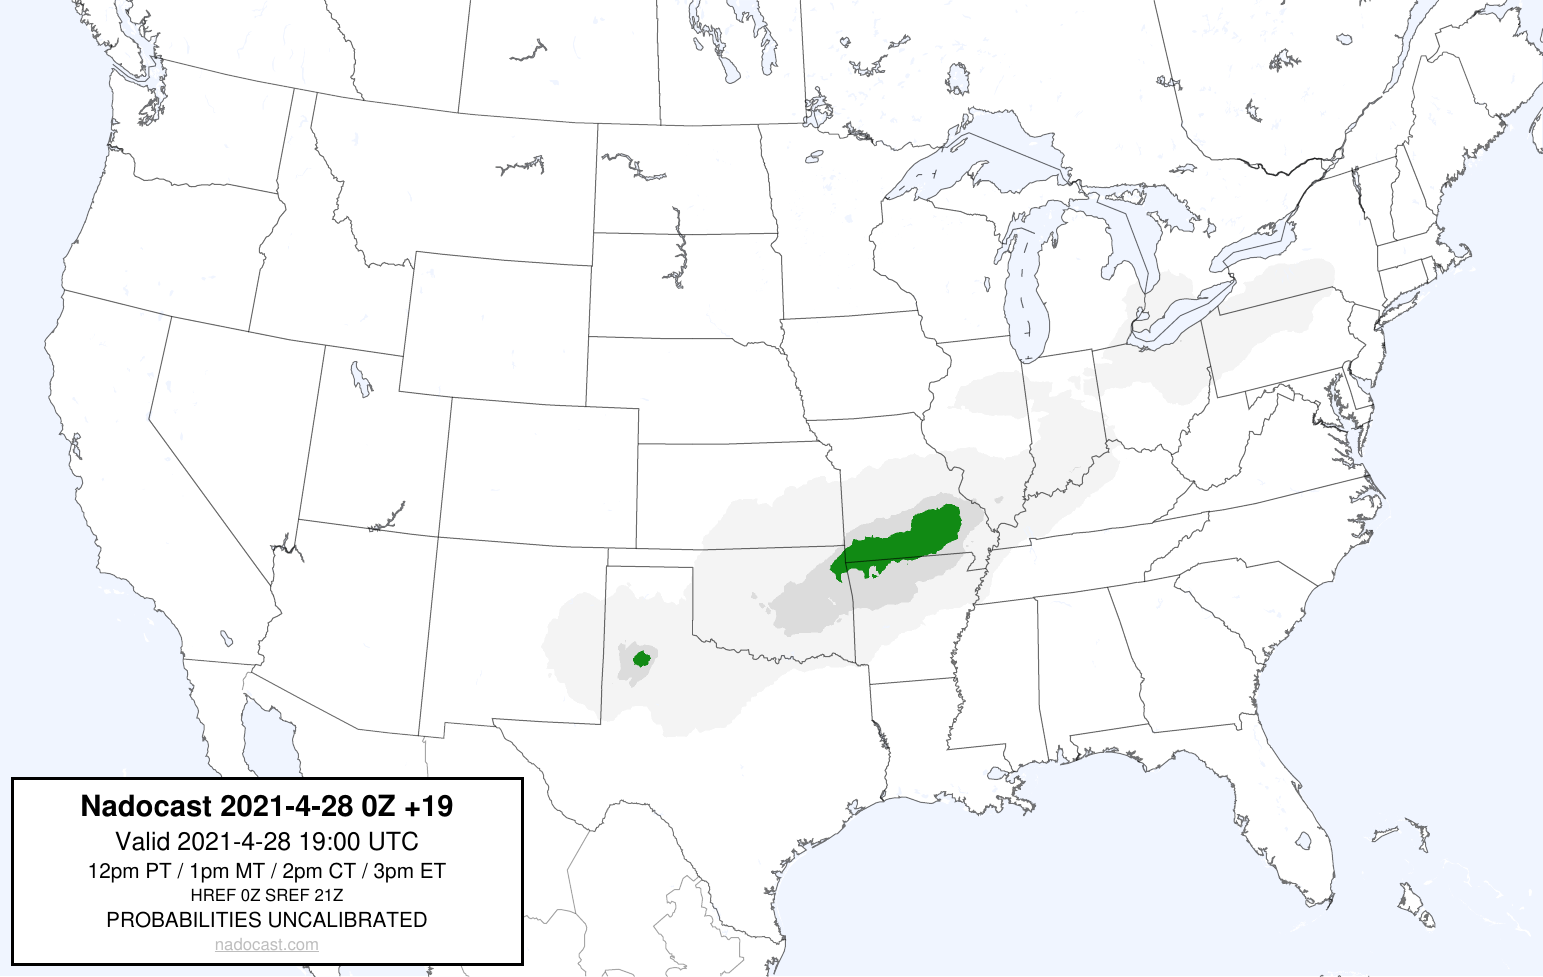 Nadocast 2021-4-28 0Z +19
Valid 2021-4-28 19:00 UTC
12pm PT / 1pm MT / 2pm CT / 3pm ET
HREF 0Z SREF 21Z
PROBABILITIES UNCALIBRATED
nadocast.com